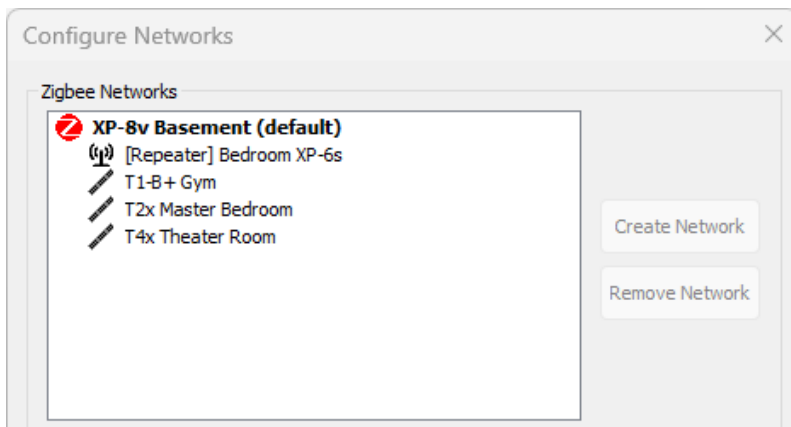 Configure Networks
Zigbee Networks
XP-8v Basement (default)
[Repeater] Bedroom XP-6s
T1-B+ Gym
T2x Master Bedroom
T4x Theater Room
Create Network
Remove Network